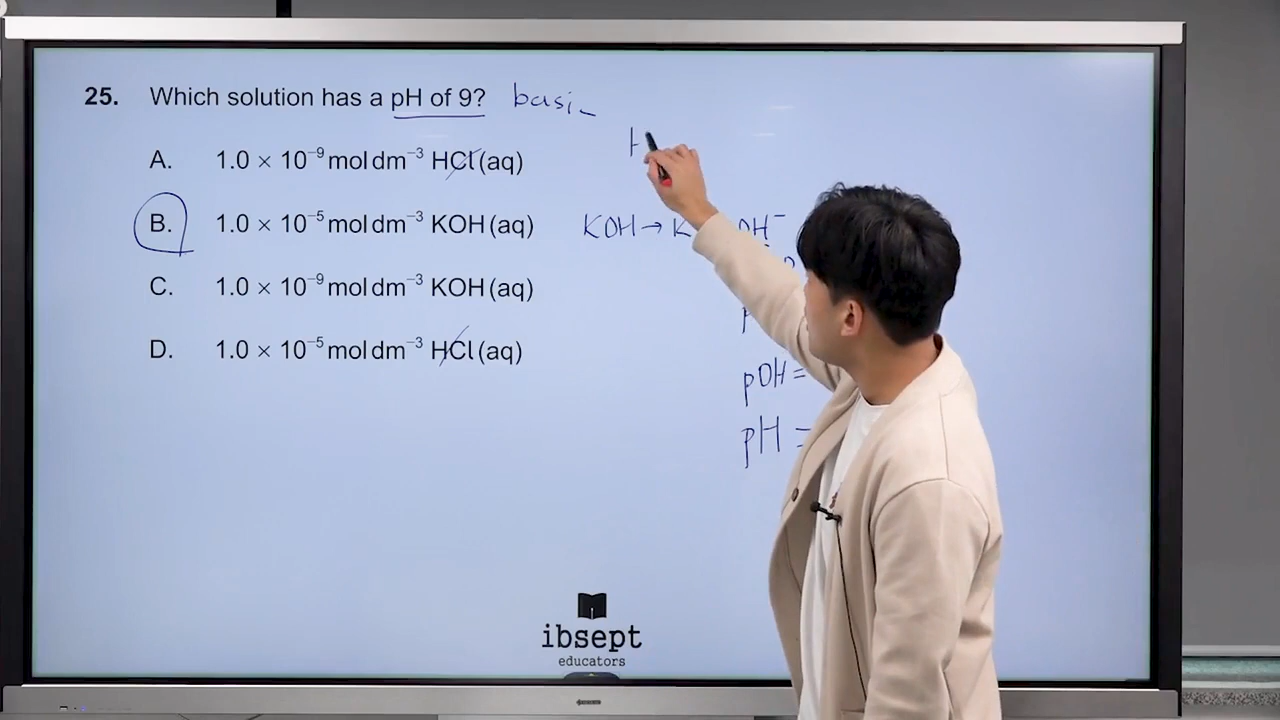 25. Which solution has a pH of 9? basic
A. 1.0 × 10⁻⁹ mol dm⁻³ HCl (aq)
B. 1.0 × 10⁻⁵ mol dm⁻³ KOH (aq) KOH → K OH⁻
C. 1.0 × 10⁻⁹ mol dm⁻³ KOH (aq)
D. 1.0 × 10⁻⁵ mol dm⁻³ HCl (aq)
pOH =
pH =
ibsept
educators